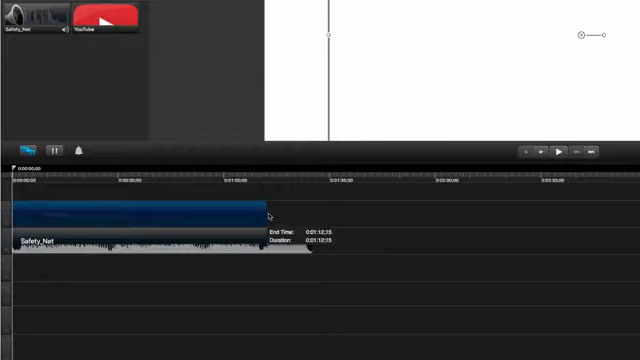 Safety_Net
YouTube
0:00:00;00
0:00:00;00
0:00:30;00
0:01:00;00
0:01:30;00
0:02:00;00
0:02:30;00
End Time: 0:01:12;15
Duration: 0:01:12;15
Safety_Net